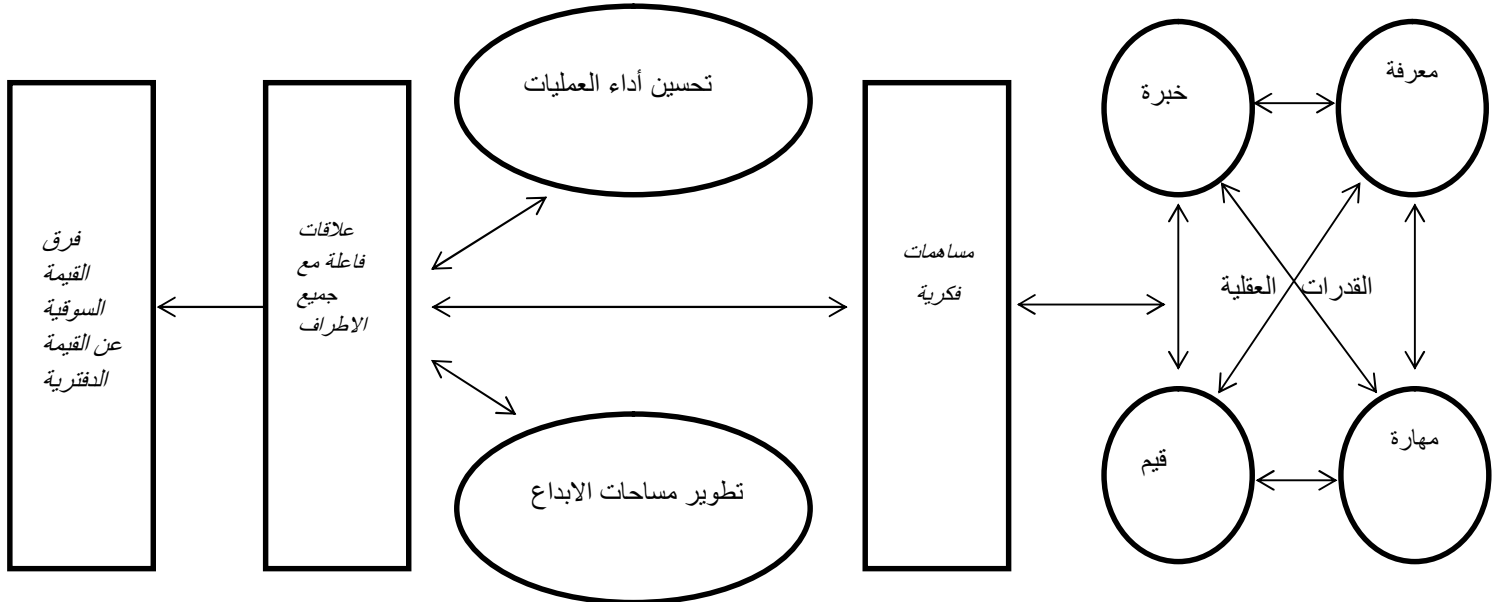 معرفة
خبرة
القدرات العقلية
مهارة
قيم
مساهمات
فكرية
تحسين أداء العمليات
تطوير مساحات الابداع
علاقات
فاعلة مع
جميع
الاطراف
فرق
القيمة
السوقية
عن القيمة
الدفترية